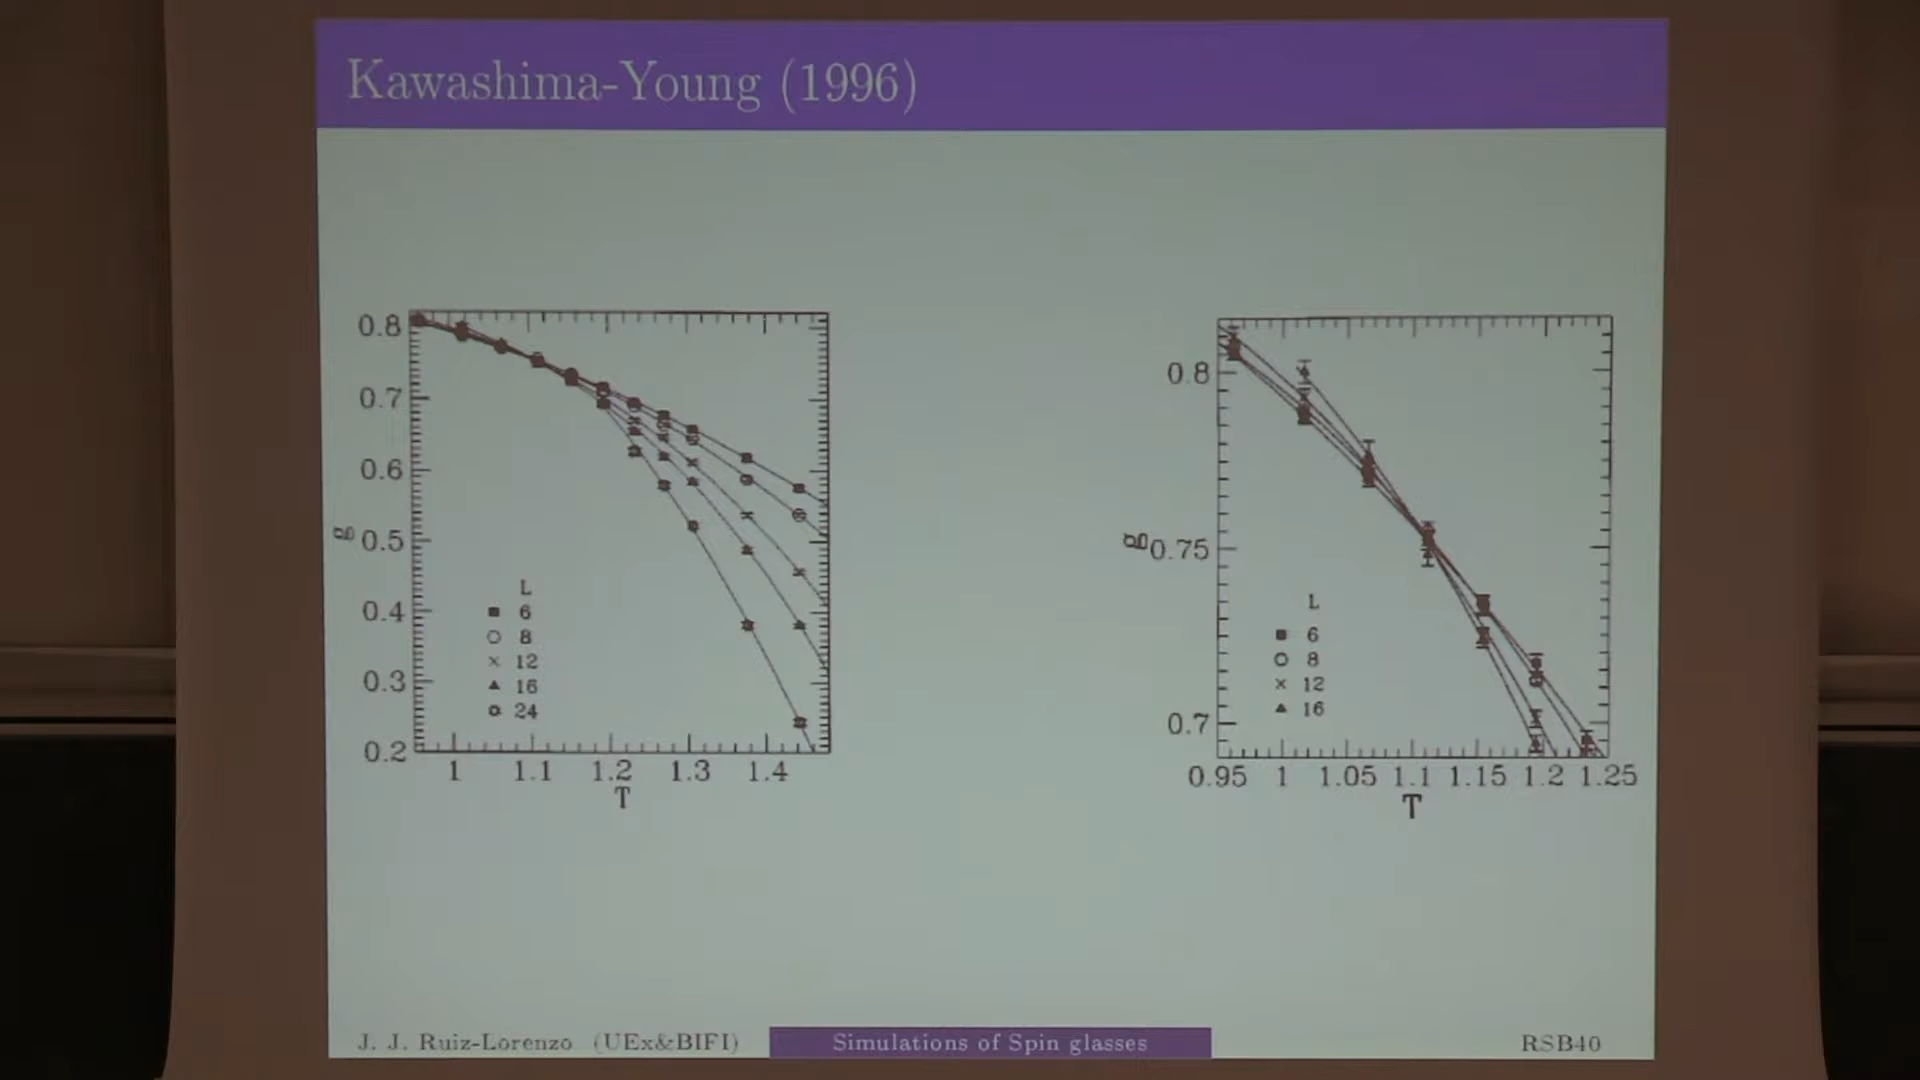 Kawashima-Young (1996)
0.8
0.7
0.6
g 0.5
0.4
0.3
0.2
L
6
8
12
16
24
1 1.1 1.2 1.3 1.4
T
0.8
g 0.75
0.7
L
6
8
12
16
0.95 1 1.05 1.1 1.15 1.2 1.25
T
J. J. Ruiz-Lorenzo (UEx&BIFI) Simulations of Spin glasses RSB40